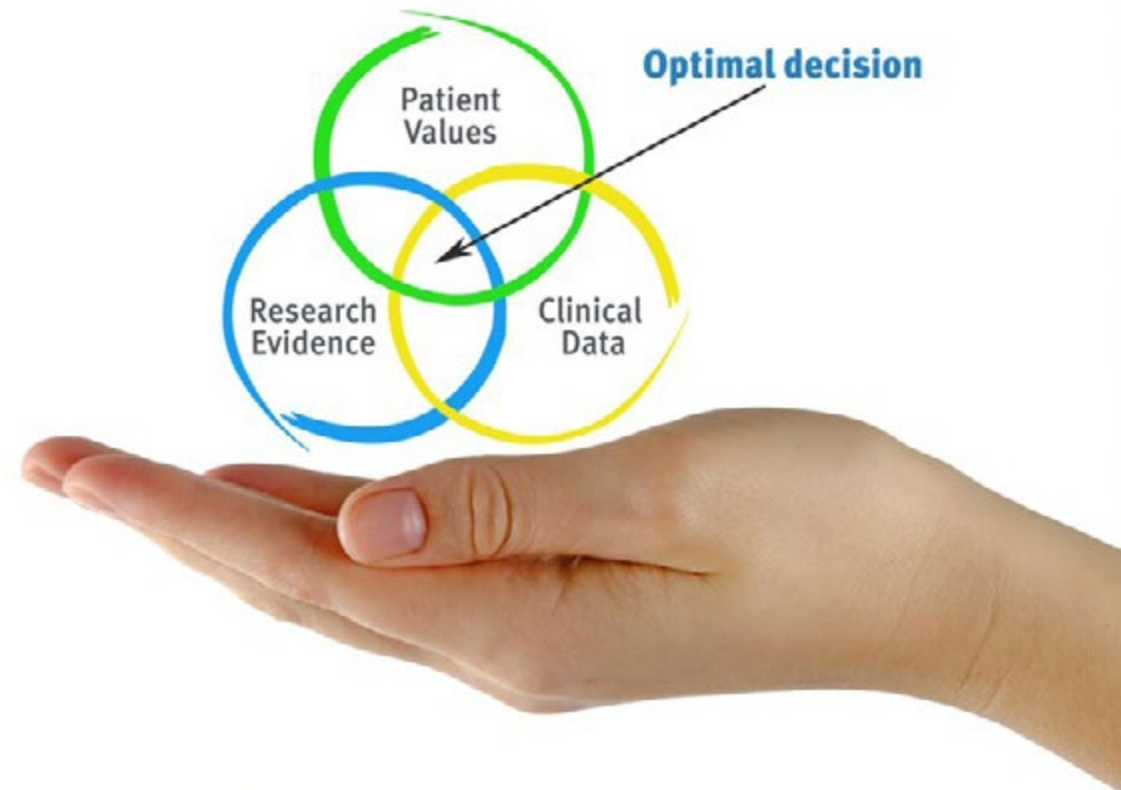 Optimal decision
Patient
Values
Research
Evidence
Clinical
Data